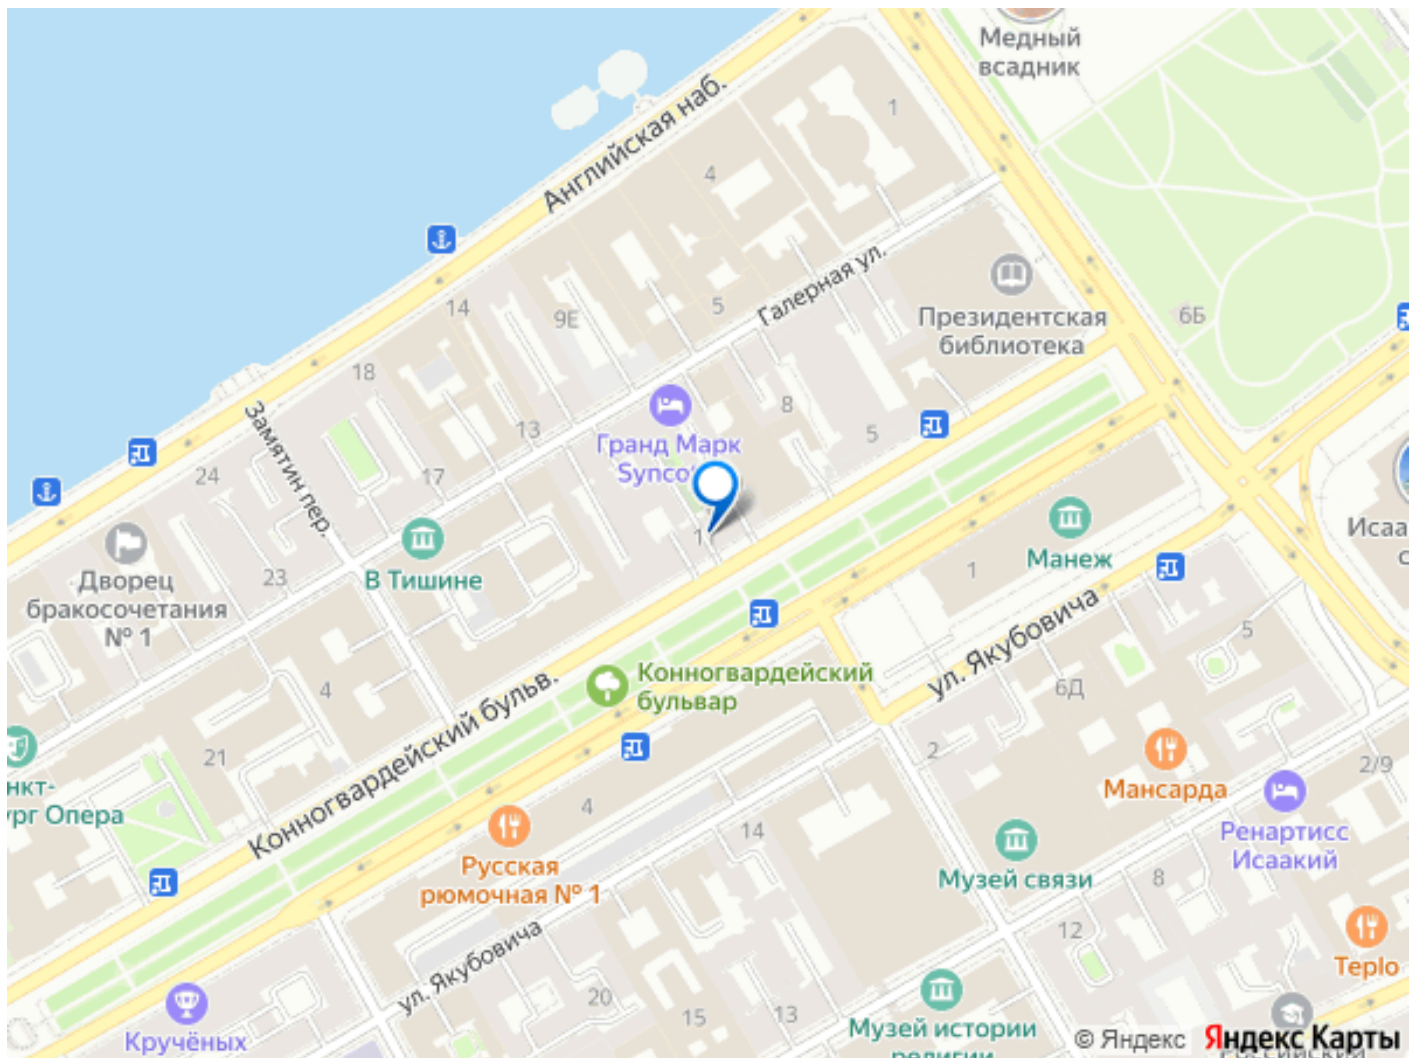 Медный
всадник
Английская наб.
1
4
Галерная ул.
5
14
9Е
18
Президентская
библиотека
6Б
Замятин пер.
13
8
Гранд Марк
5
24
17
В Тишине
Манеж
Дворец
бракосочетания
№ 1
23
1
ул. Якубовича
5
4
Конногвардейский
бульвар
6Д
Конногвардейский бульв.
21
2
Мансарда
2/9
4
14
Русская
рюмочная № 1
Ренартисс
Исаакий
Музей связи
8
12
ул. Якубовича
Teplo
20
15
13
Кручёных
Музей истории
религии
© Яндекс
Яндекс Карты